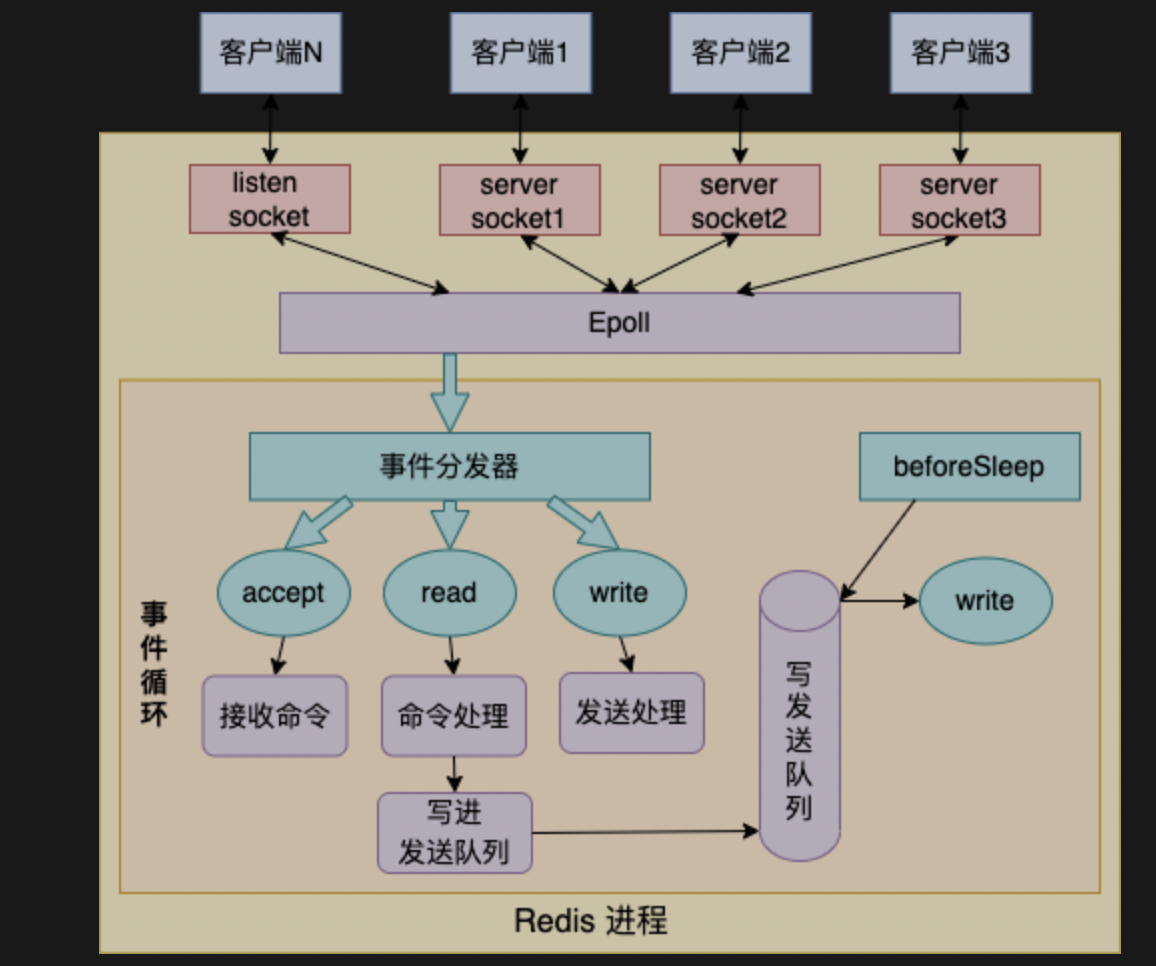 客户端N
客户端1
客户端2
客户端3
listen
socket
server
socket1
server
socket2
server
socket3
Epoll
事件分发器
beforeSleep
accept
read
write
write
事件循环
接收命令
命令处理
发送处理
写发送队列
写进
发送队列
Redis 进程